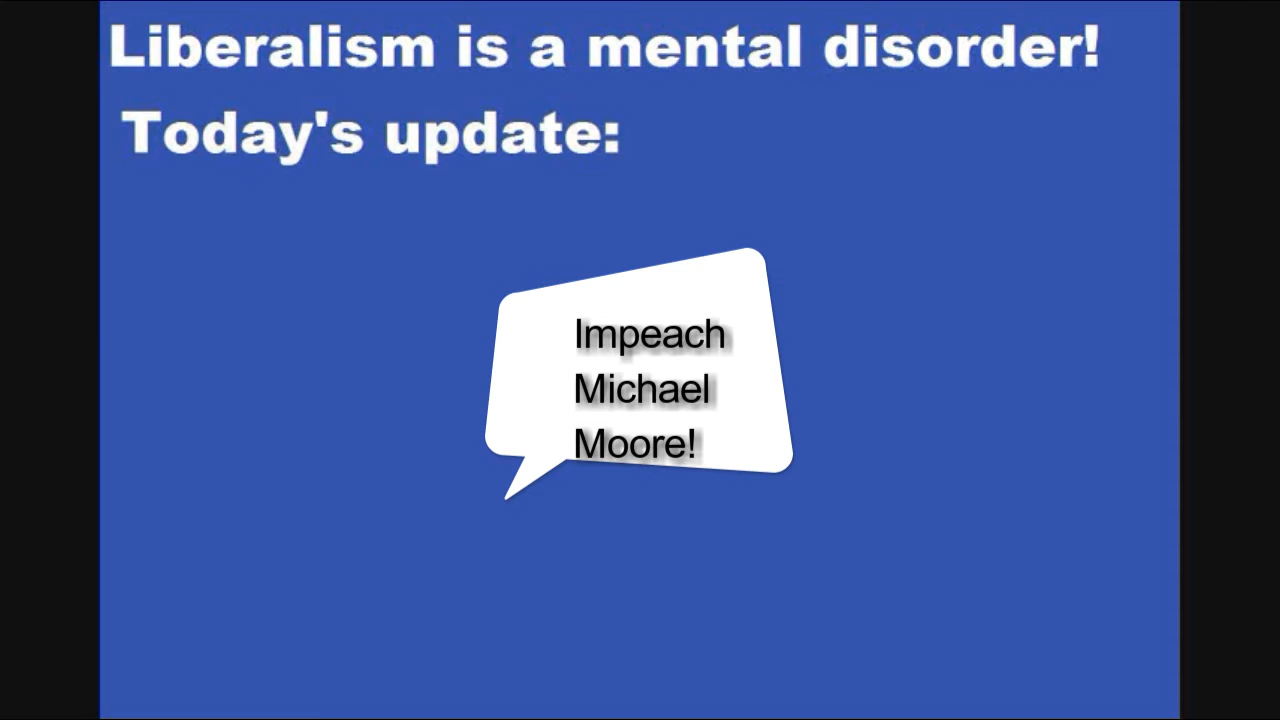 Liberalism is a mental disorder!
Today's update:
Impeach
Michael
Moore!